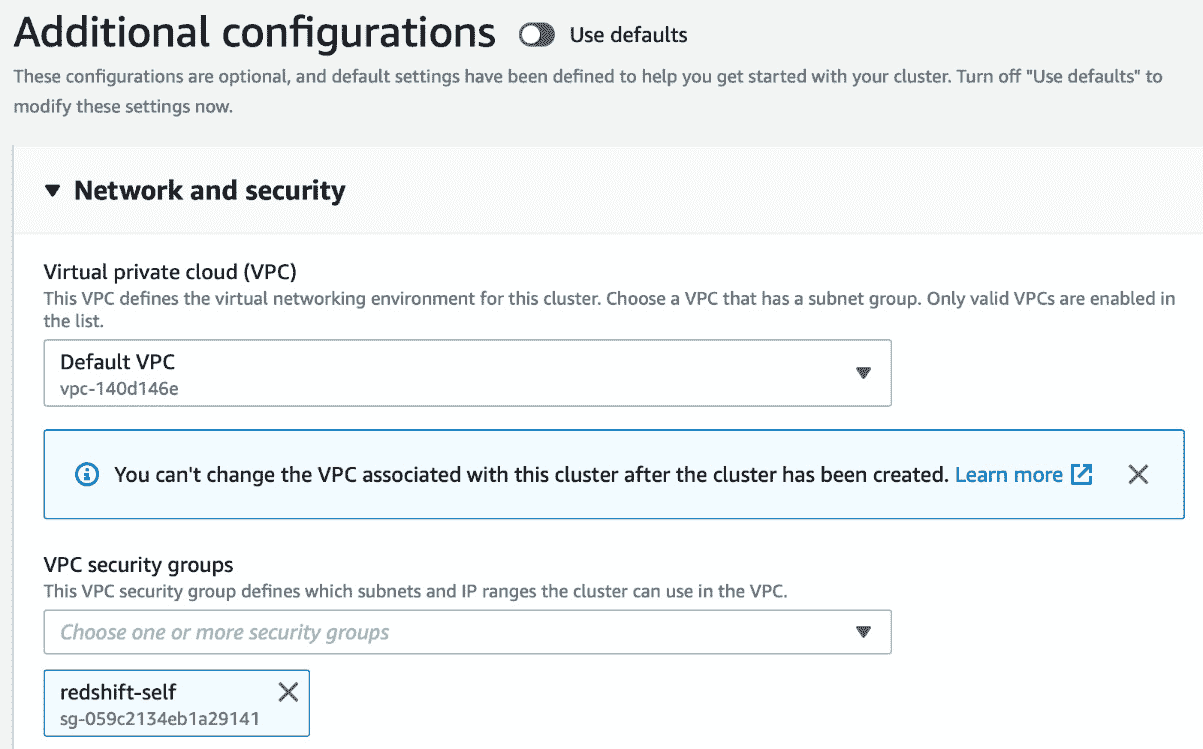 Additional configurations Use defaults
These configurations are optional, and default settings have been defined to help you get started with your cluster. Turn off "Use defaults" to
modify these settings now.
Network and security
Virtual private cloud (VPC)
This VPC defines the virtual networking environment for this cluster. Choose a VPC that has a subnet group. Only valid VPCs are enabled in
the list.
Default VPC
vpc-140d146e
You can't change the VPC associated with this cluster after the cluster has been created. Learn more
VPC security groups
This VPC security group defines which subnets and IP ranges the cluster can use in the VPC.
Choose one or more security groups
redshift-self
sg-059c2134eb1a29141